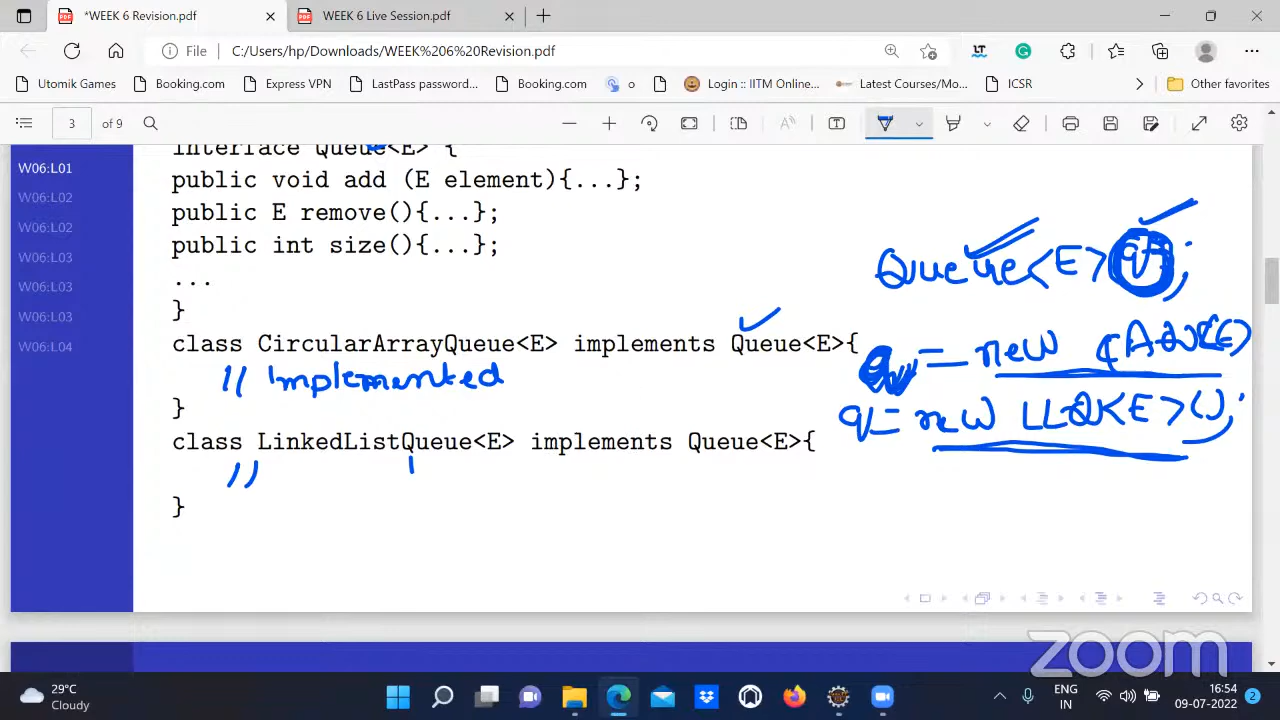 *WEEK 6 Revision.pdf
WEEK 6 Live Session.pdf
File
C:/Users/hp/Downloads/WEEK%206%20Revision.pdf
Utomik Games
Booking.com
Express VPN
LastPass password...
Booking.com
o
Login :: IITM Online...
Latest Courses/Mo...
ICSR
Other favorites
3 of 9
W06:L01
W06:L02
W06:L02
W06:L03
W06:L03
W06:L03
W06:L04
interface Queue<E> {
public void add (E element){...};
public E remove(){...};
public int size(){...};
...
}
class CircularArrayQueue<E> implements Queue<E>{
// Implemented
}
class LinkedListQueue<E> implements Queue<E>{
//
}
Queue<E> q;
q = new
q = new LLQ<E>();
zoom
29°C
Cloudy
ENG
IN
16:54
09-07-2022
2